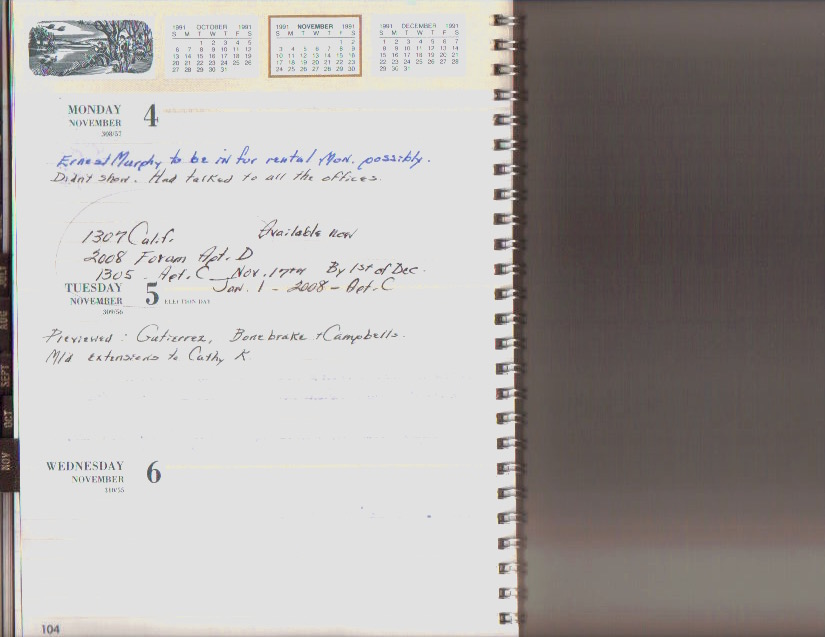 1991 OCTOBER 1991
S M T W T F S
1 2 3 4 5
6 7 8 9 10 11 12
13 14 15 16 17 18 19
20 21 22 23 24 25 26
27 28 29 30 31
1991 NOVEMBER 1991
S M T W T F S
1 2
3 4 5 6 7 8 9
10 11 12 13 14 15 16
17 18 19 20 21 22 23
24 25 26 27 28 29 30
1991 DECEMBER 1991
S M T W T F S
1 2 3 4 5 6 7
8 9 10 11 12 13 14
15 16 17 18 19 20 21
22 23 24 25 26 27 28
29 30 31
MONDAY 4
NOVEMBER
308/57
Ernest Murphy to be in for rental Mon. possibly.
Didn't show. Had talked to all the offices.
1307 Calif. Available now
2008 Foram Apt. D
1305 Apt. C Nov. 17th By 1st of Dec.
Jan. 1 - 2008 - Apt. C
TUESDAY 5 ELECTION DAY
NOVEMBER
309/56
Previewed: Gutierrez, Bonebrake + Campbells.
Mld extensions to Cathy K
WEDNESDAY 6
NOVEMBER
310/55
JULY
AUG
SEPT
OCT
NOV
104